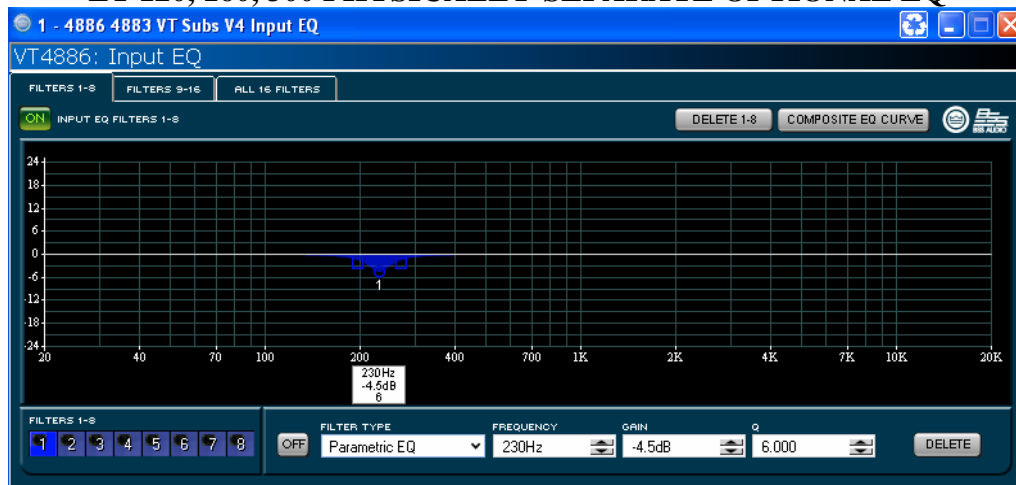 1 - 4886 4883 VT Subs V4 Input EQ
VT4886: Input EQ
FILTERS 1-8 FILTERS 9-16 ALL 16 FILTERS
ON INPUT EQ FILTERS 1-8 DELETE 1-8 COMPOSITE EQ CURVE BSS AUDIO
24
18
12
6
0
-6
1
-12
-18
-24
20 40 70 100 200 400 700 1K 2K 4K 7K 10K 20K
230Hz
-4.5dB
6
FILTERS 1-8
1 2 3 4 5 6 7 8
OFF
FILTER TYPE FREQUENCY GAIN Q
Parametric EQ 230Hz -4.5dB 6.000 DELETE